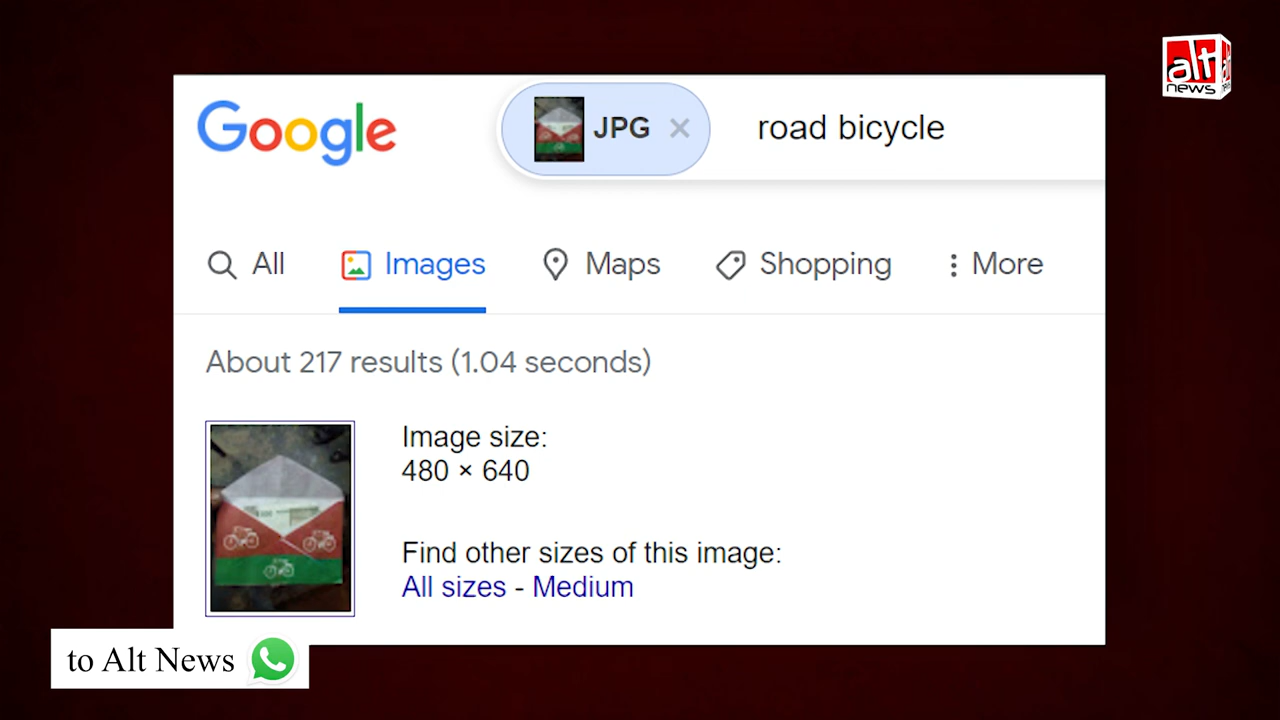 alt
news
Google
JPG × road bicycle
All Images Maps Shopping More
About 217 results (1.04 seconds)
Image size:
480 × 640
Find other sizes of this image:
All sizes - Medium
to Alt News